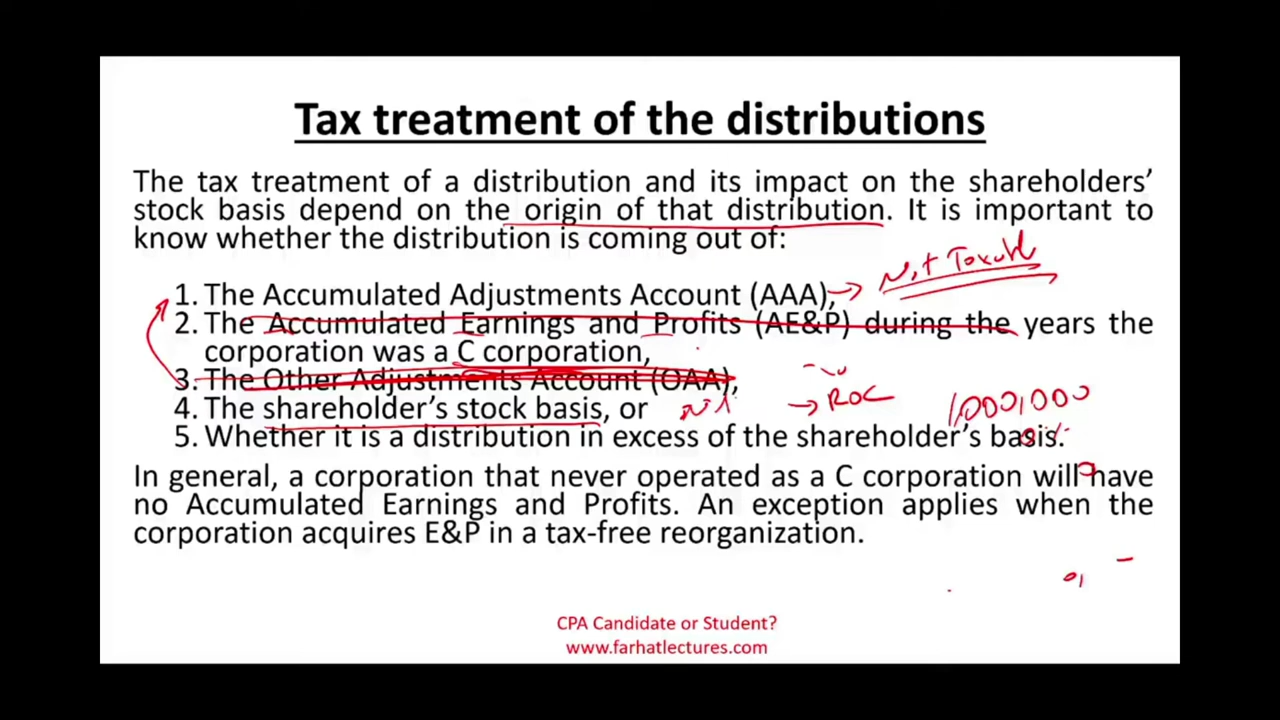 Tax treatment of the distributions
The tax treatment of a distribution and its impact on the shareholders'
stock basis depend on the origin of that distribution. It is important to
know whether the distribution is coming out of:
1. The Accumulated Adjustments Account (AAA), → Not Taxable
2. The Accumulated Earnings and Profits (AE&P) during the years the
corporation was a C corporation,
3. The Other Adjustments Account (OAA),
4. The shareholder's stock basis, or → ROC 1,000,000
5. Whether it is a distribution in excess of the shareholder's basis.
In general, a corporation that never operated as a C corporation will have
no Accumulated Earnings and Profits. An exception applies when the
corporation acquires E&P in a tax-free reorganization.
CPA Candidate or Student?
www.farhatlectures.com